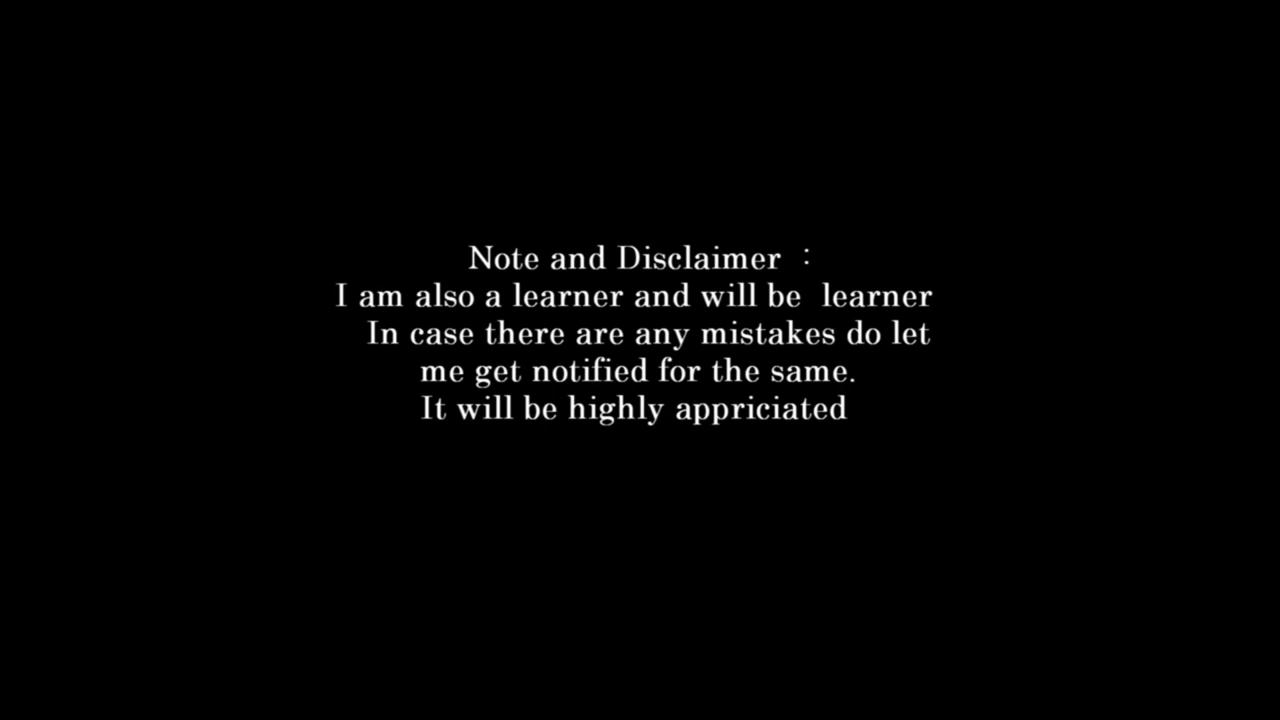 Note and Disclaimer :
I am also a learner and will be learner
In case there are any mistakes do let
me get notified for the same.
It will be highly appriciated